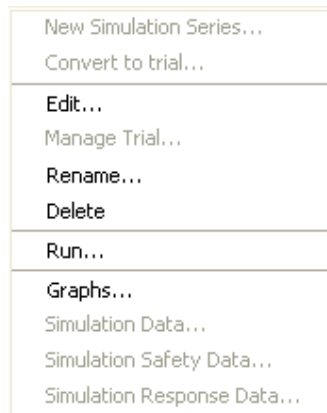 New Simulation Series...
Convert to trial...
Edit...
Manage Trial...
Rename...
Delete
Run...
Graphs...
Simulation Data...
Simulation Safety Data...
Simulation Response Data...